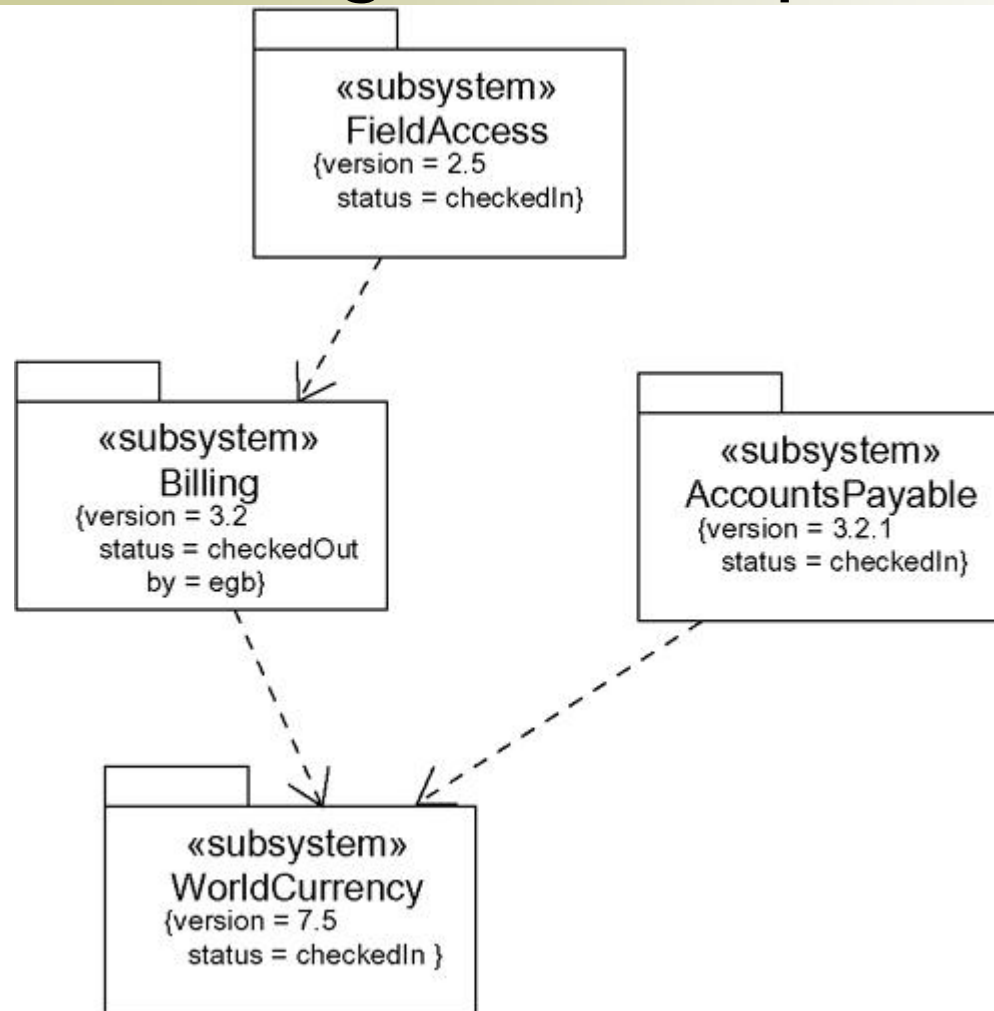 «subsystem»
FieldAccess
{version = 2.5
status = checkedIn}
«subsystem»
Billing
{version = 3.2
status = checkedOut
by = egb}
«subsystem»
AccountsPayable
{version = 3.2.1
status = checkedIn}
«subsystem»
WorldCurrency
{version = 7.5
status = checkedIn }